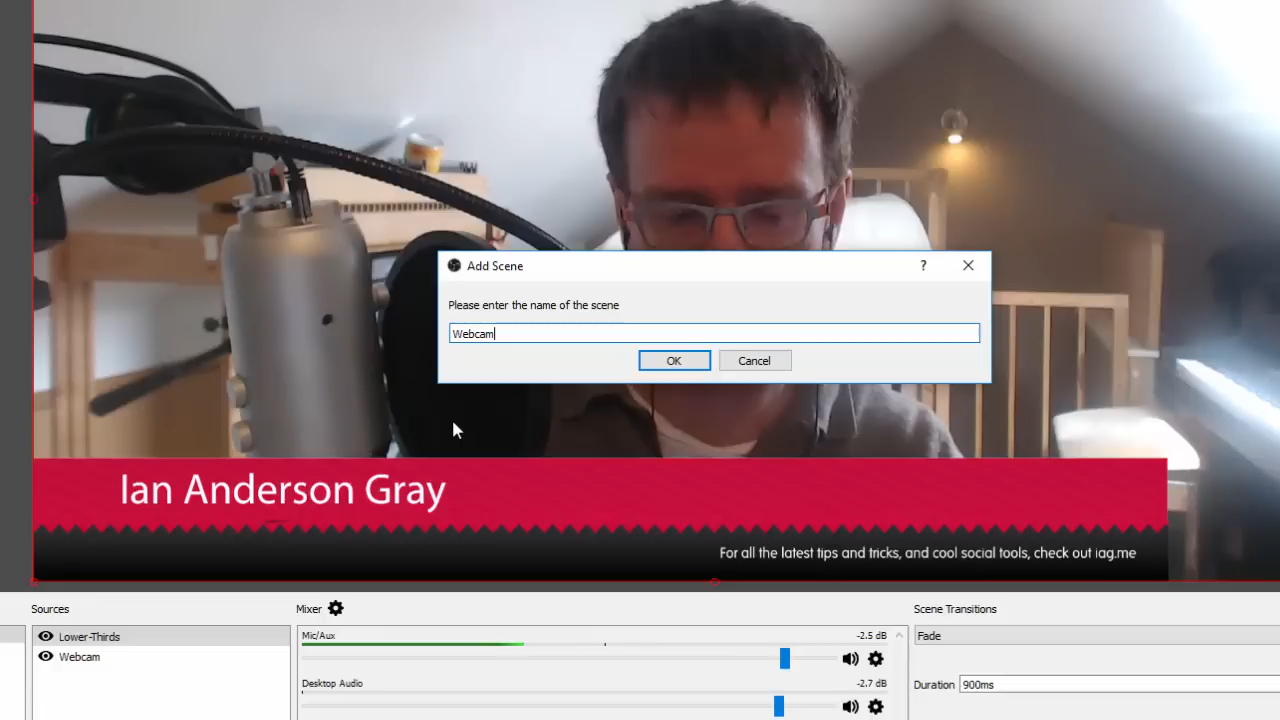 Add Scene
?
Please enter the name of the scene
Webcam
OK
Cancel
Ian Anderson Gray
For all the latest tips and tricks, and cool social tools, check out iag.me
Sources
Mixer
Scene Transitions
Lower-Thirds
Mic/Aux
-2.5 dB
Fade
Webcam
Desktop Audio
-2.7 dB
Duration
900ms